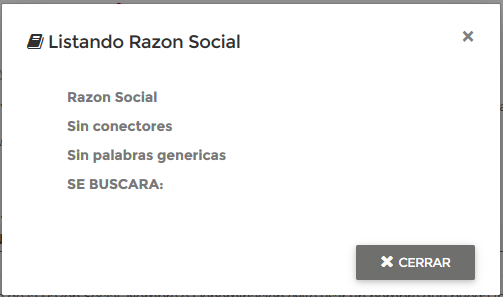 Listando Razon Social
×
Razon Social
Sin conectores
Sin palabras genericas
SE BUSCARA:
✖ CERRAR